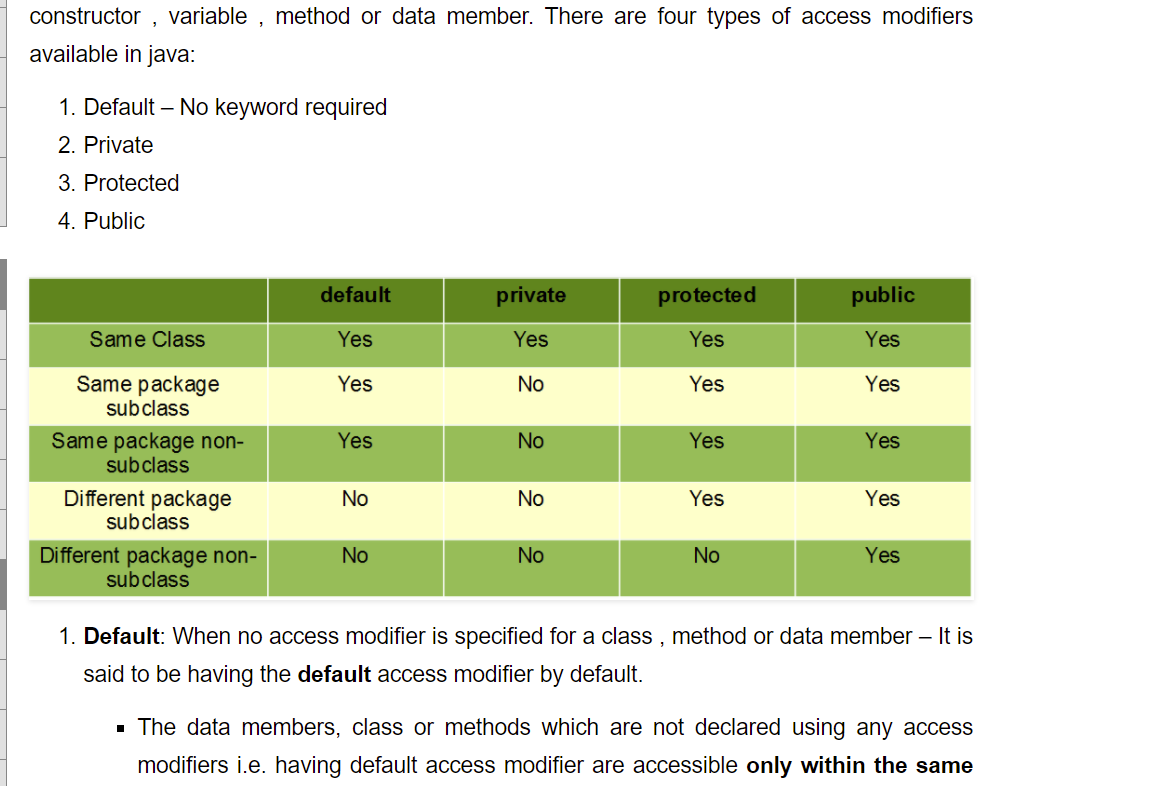 constructor , variable , method or data member. There are four types of access modifiers
available in java:
1. Default – No keyword required
2. Private
3. Protected
4. Public
default private protected public
Same Class Yes Yes Yes Yes
Same package
subclass Yes No Yes Yes
Same package non-
subclass Yes No Yes Yes
Different package
subclass No No Yes Yes
Different package non-
subclass No No No Yes
1. Default: When no access modifier is specified for a class , method or data member – It is
said to be having the default access modifier by default.
▪ The data members, class or methods which are not declared using any access
modifiers i.e. having default access modifier are accessible only within the same